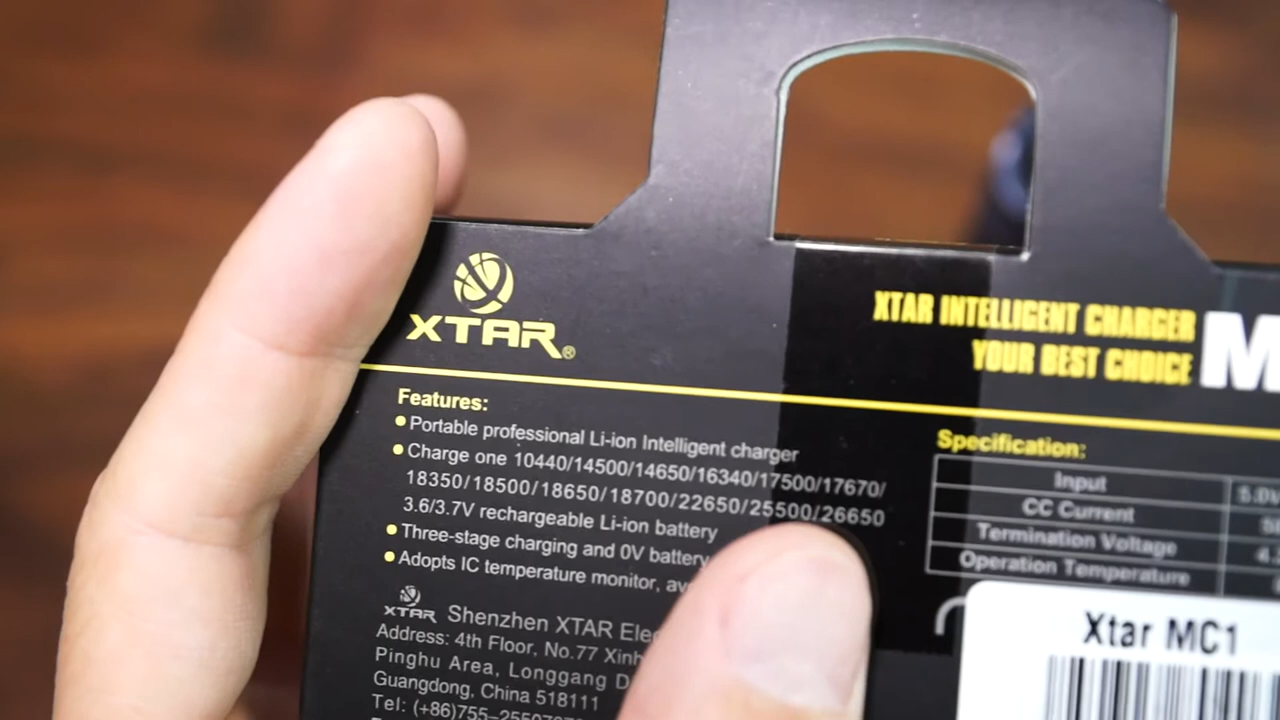 XTAR®
XTAR INTELLIGENT CHARGER
YOUR BEST CHOICE
M
Features:
Portable professional Li-ion Intelligent charger
Charge one 10440/14500/14650/16340/17500/17670/
18350/18500/18650/18700/22650/25500/26650
3.6/3.7V rechargeable Li-ion battery
Three-stage charging and 0V battery
Adopts IC temperature monitor,
XTAR Shenzhen XTAR
Address: 4th Floor, No.77
Pinghu Area, Longgang
Guangdong, China 518111
Tel: (+86)755-
Specification:
Input
CC Current
Termination Voltage
Operation Temperature
Xtar MC1